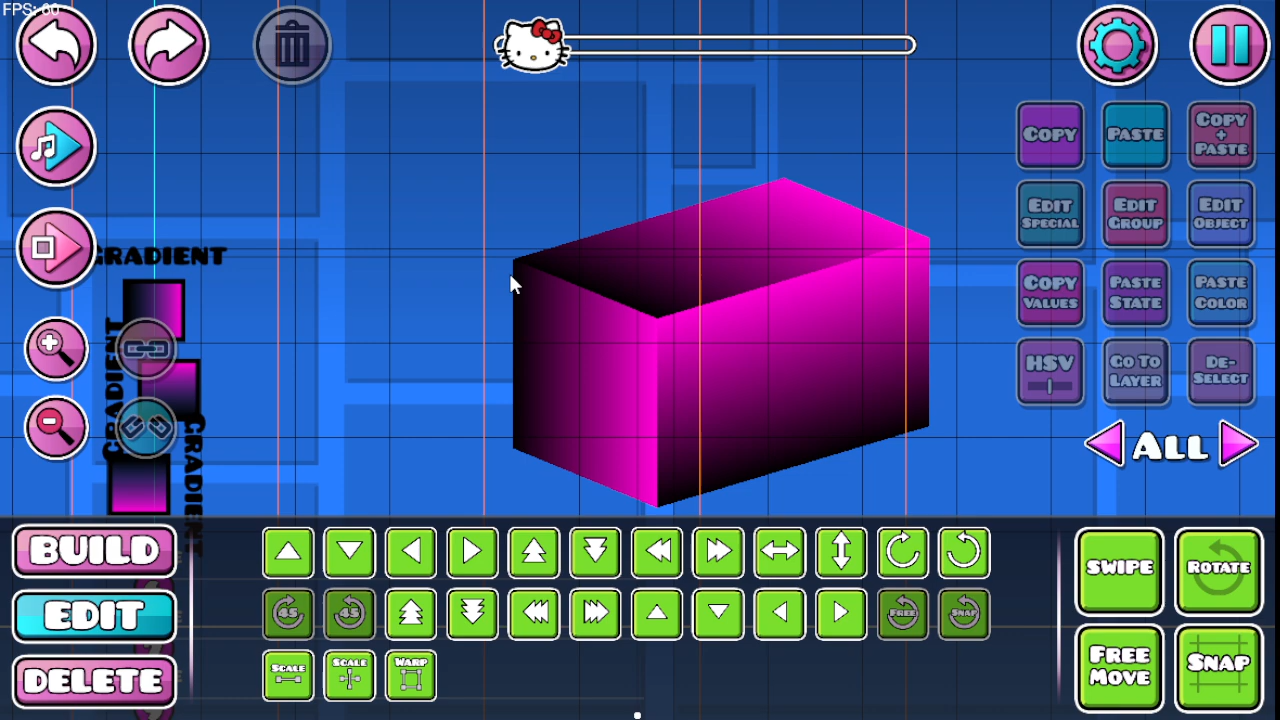 FPS: 60
COPY
PASTE
COPY
+
PASTE
EDIT
SPECIAL
EDIT
GROUP
EDIT
OBJECT
GRADIENT
COPY
VALUES
PASTE
STATE
PASTE
COLOR
GRADIENT
HSV
GO TO
LAYER
DE-
SELECT
GRADIENT
ALL
BUILD
EDIT
DELETE
45
45
FREE
SNAP
SCALE
SCALE
WARP
SWIPE
ROTATE
FREE
MOVE
SNAP